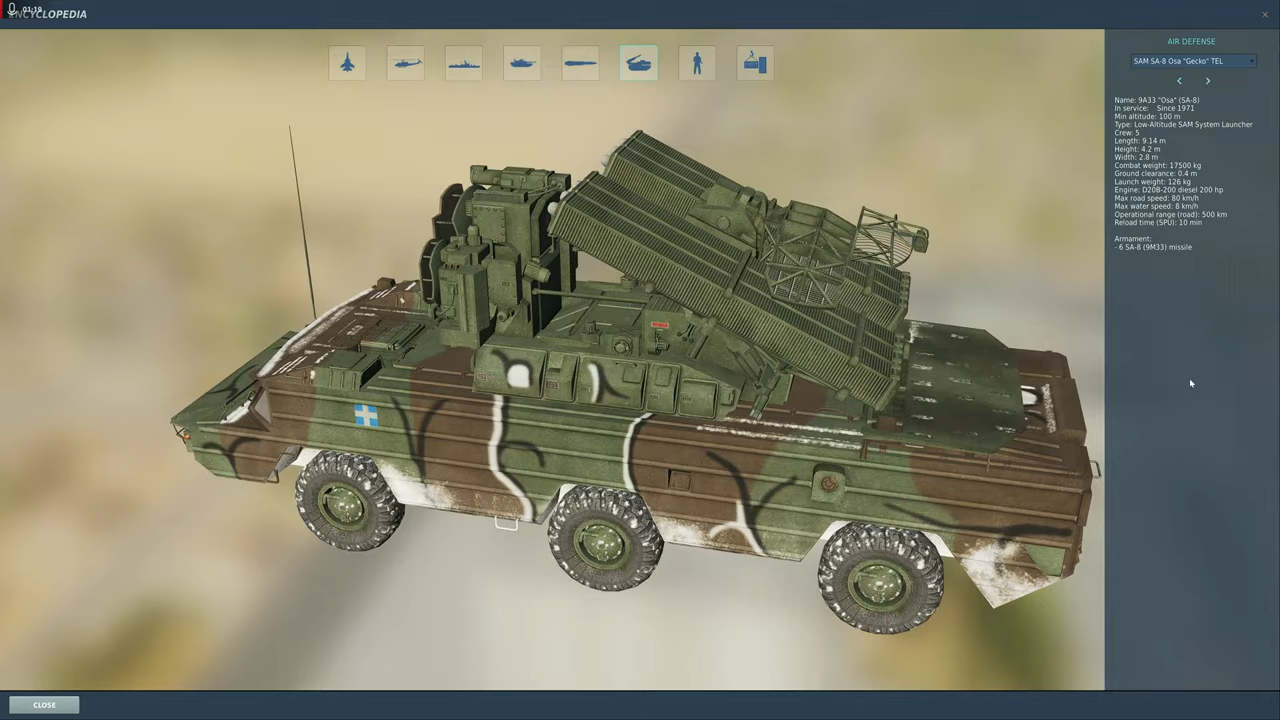 01:19
ENCYCLOPEDIA
AIR DEFENSE
SAM SA-8 Osa "Gecko" TEL
Name: 9A33 "Osa" (SA-8)
In service: Since 1971
Min altitude: 100 m
Type: Low-Altitude SAM System Launcher
Crew: 5
Length: 9.14 m
Height: 4.2 m
Width: 2.8 m
Combat weight: 17500 kg
Ground clearance: 0.4 m
Launch weight: 126 kg
Engine: D20B-200 diesel 200 hp
Max road speed: 80 km/h
Max water speed: 8 km/h
Operational range (road): 500 km
Reload time (SPU): 10 min
Armament:
- 6 SA-8 (9M33) missile
CLOSE